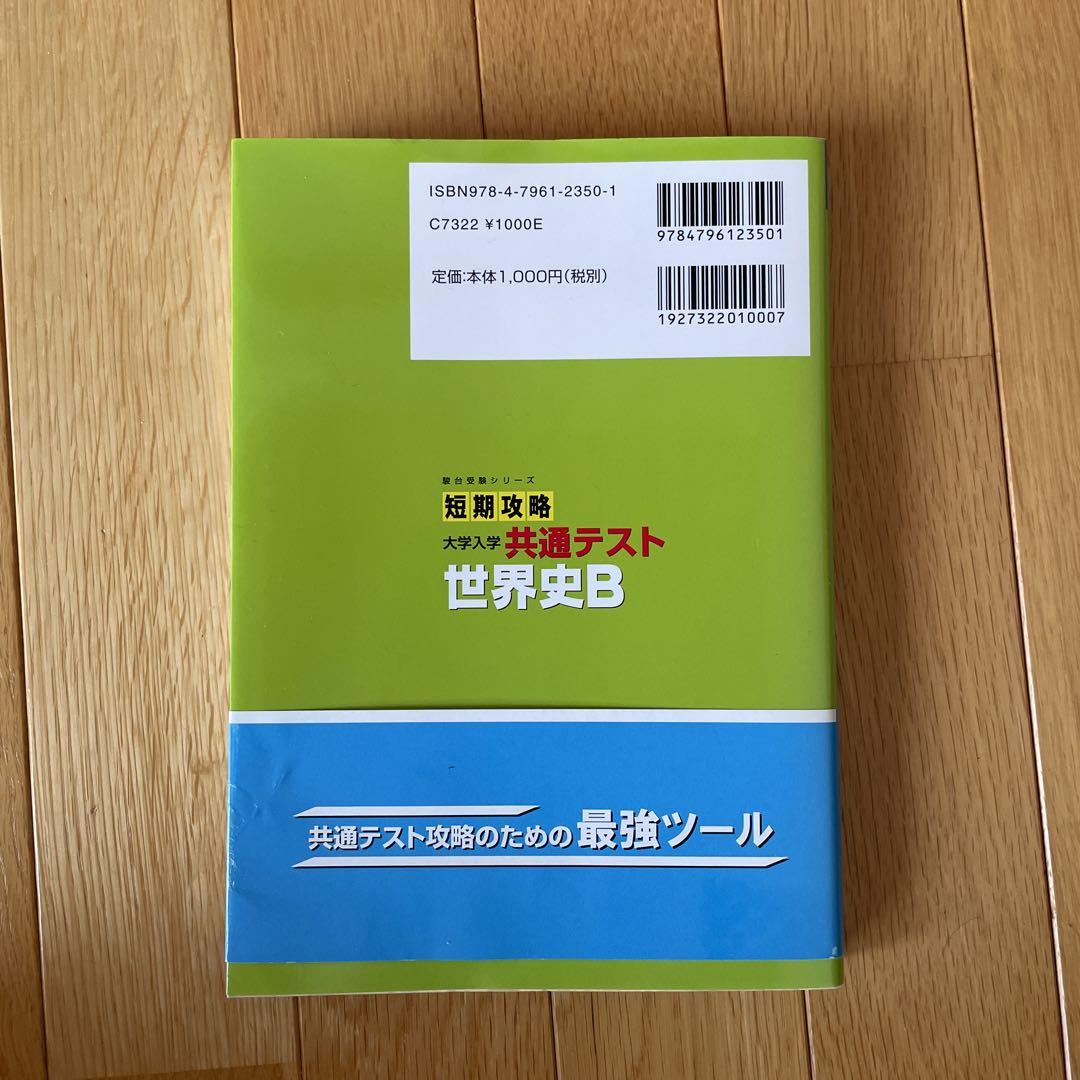 ISBN978-4-7961-2350-1
C7322 ¥1000E
定価:本体1,000円(税別)
9784796123501
1927322010007
駿台受験シリーズ
短期攻略
大学入学 共通テスト
世界史B
共通テスト攻略のための 最強ツール